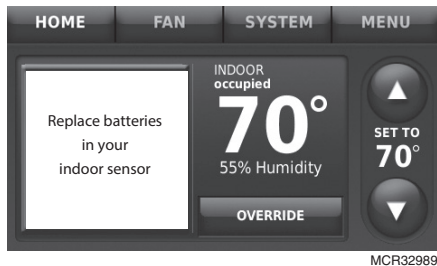 HOME FAN SYSTEM MENU
Replace batteries
in your
indoor sensor
INDOOR
occupied
70°
55% Humidity
OVERRIDE
SET TO
70°
MCR32989